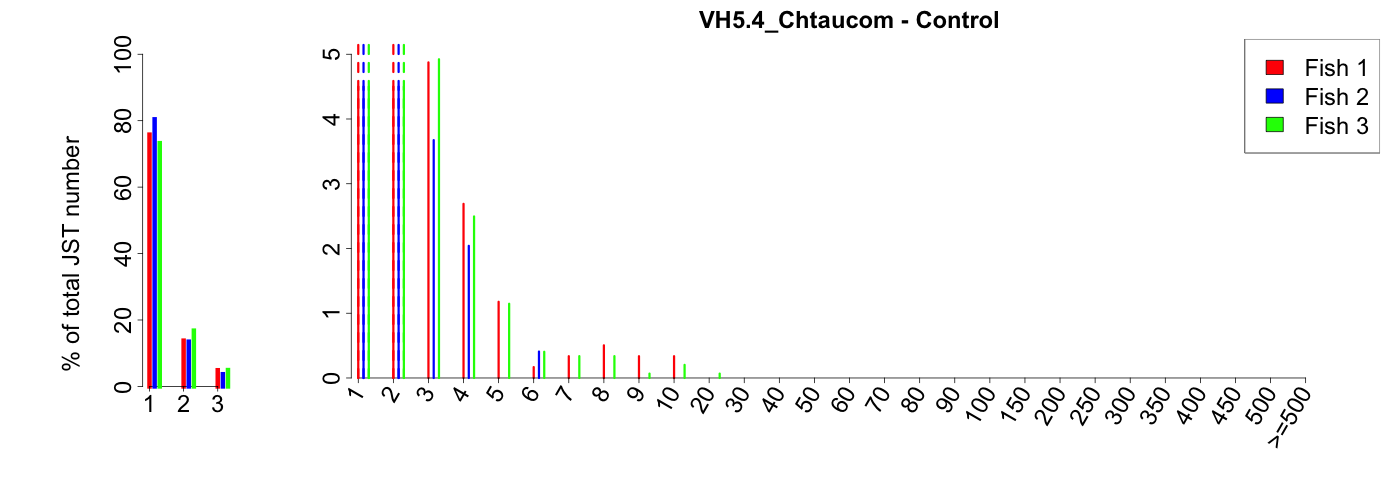 VH5.4_Chtaucom - Control
% of total JST number
0 20 40 60 80 100
1 2 3
0 1 2 3 4 5
1 2 3 4 5 6 7 8 9 10 20 30 40 50 60 70 80 90 100 150 200 250 300 350 400 450 500 >=500
Fish 1
Fish 2
Fish 3